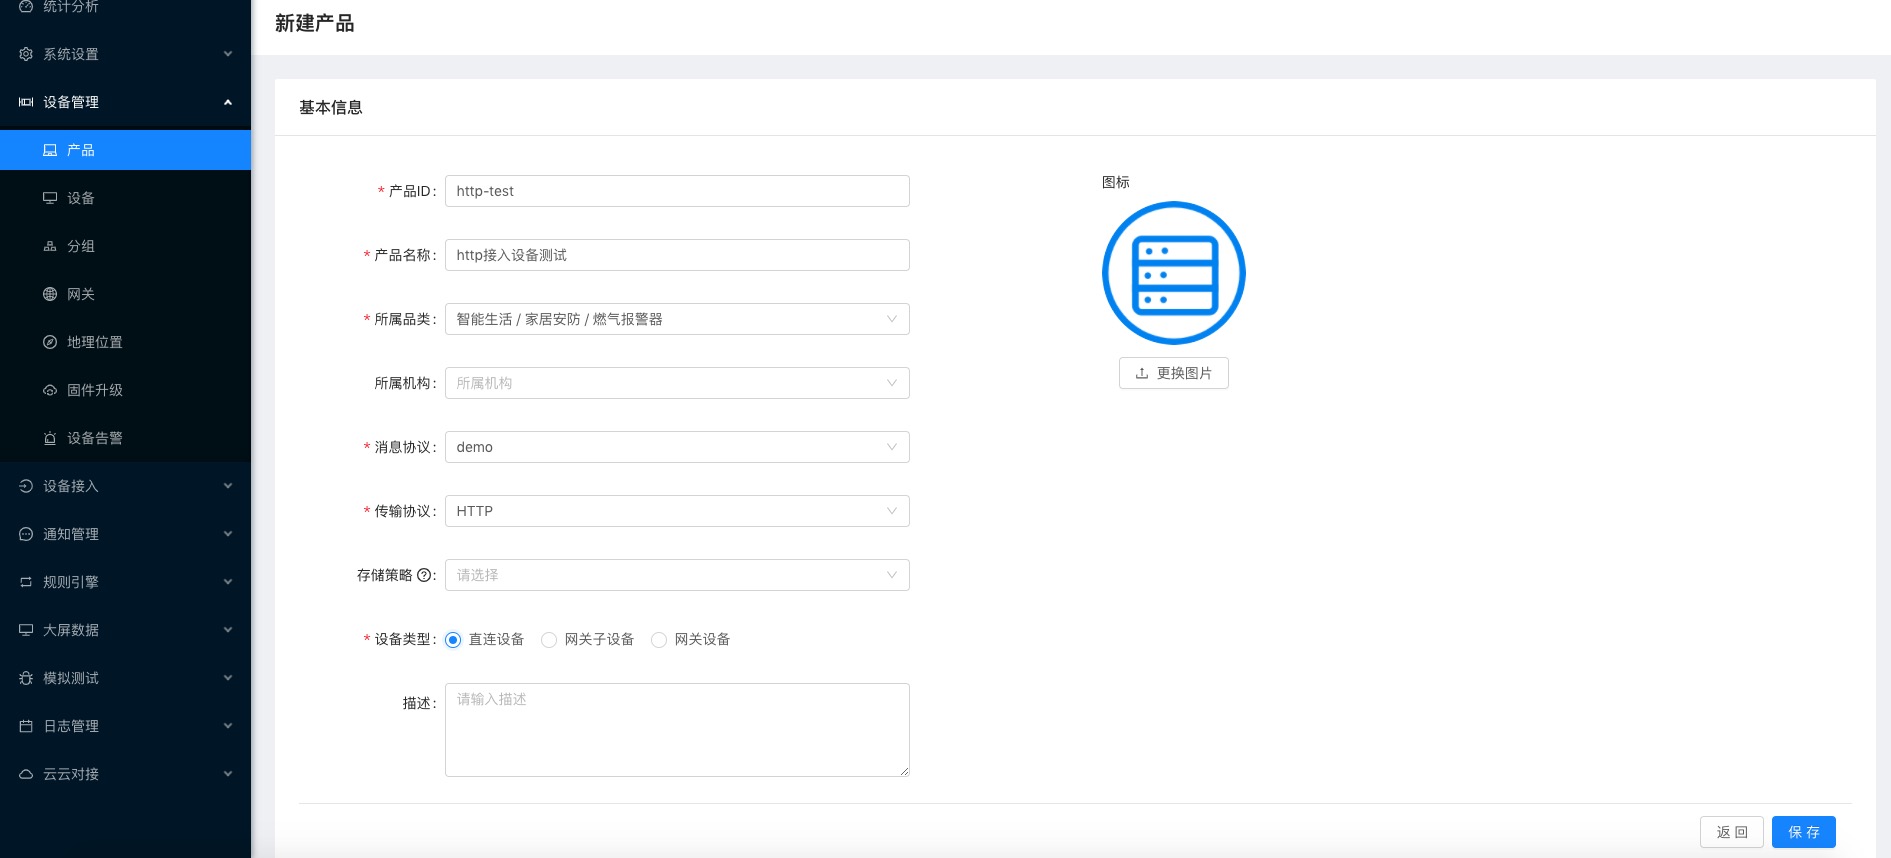 统计分析
系统设置
设备管理
产品
设备
分组
网关
地理位置
固件升级
设备告警
设备接入
通知管理
规则引擎
大屏数据
模拟测试
日志管理
云云对接
新建产品
基本信息
* 产品ID: http-test
* 产品名称: http接入设备测试
* 所属品类: 智能生活 / 家居安防 / 燃气报警器
所属机构: 所属机构
* 消息协议: demo
* 传输协议: HTTP
存储策略 ?: 请选择
* 设备类型: 直连设备 网关子设备 网关设备
描述: 请输入描述
图标
更换图片
返 回 保 存